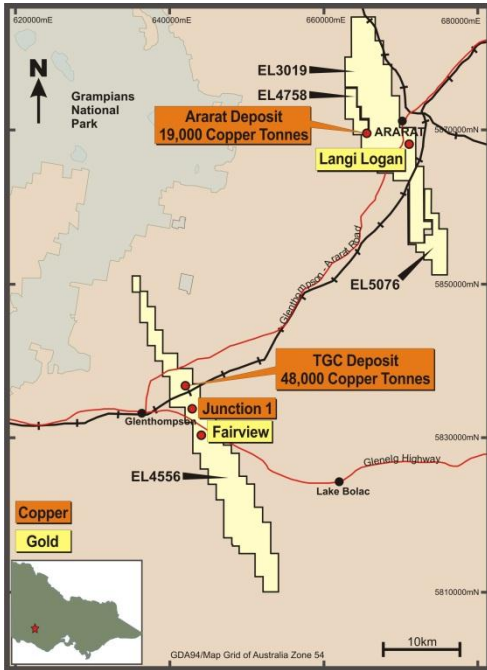 620000mE
640000mE
660000mE
680000mE
N
Grampians
National
Park
EL3019
EL4758
Ararat Deposit
19,000 Copper Tonnes
ARARAT
5870000mN
Langi Logan
EL5076
5850000mN
Glenthompson - Ararat Road
TGC Deposit
48,000 Copper Tonnes
Junction 1
Glenthompson
Fairview
5830000mN
Glenelg Highway
EL4556
Lake Bolac
Copper
Gold
5810000mN
GDA94/Map Grid of Australia Zone 54
10km